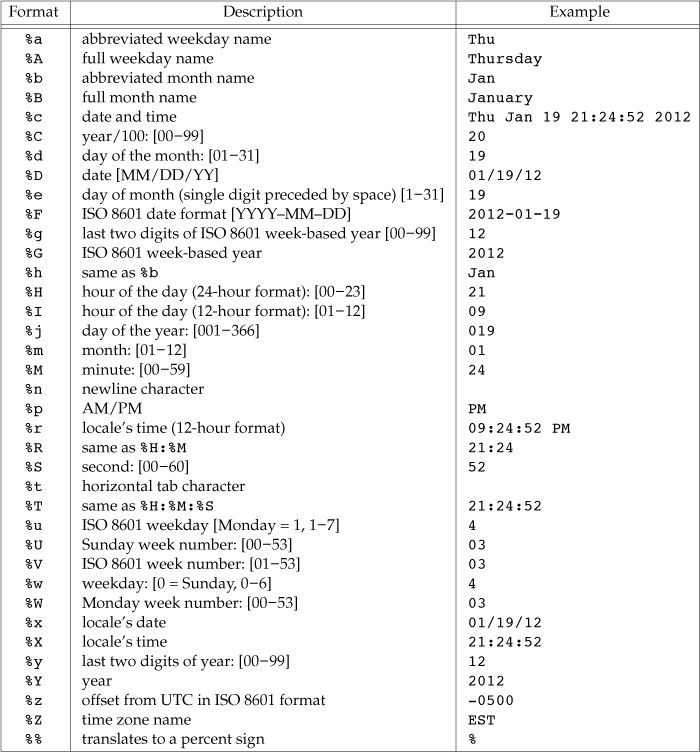 Format Description Example
%a abbreviated weekday name Thu
%A full weekday name Thursday
%b abbreviated month name Jan
%B full month name January
%c date and time Thu Jan 19 21:24:52 2012
%C year/100: [00−99] 20
%d day of the month: [01−31] 19
%D date [MM/DD/YY] 01/19/12
%e day of month (single digit preceded by space) [1−31] 19
%F ISO 8601 date format [YYYY–MM–DD] 2012-01-19
%g last two digits of ISO 8601 week-based year [00−99] 12
%G ISO 8601 week-based year 2012
%h same as %b Jan
%H hour of the day (24-hour format): [00−23] 21
%I hour of the day (12-hour format): [01−12] 09
%j day of the year: [001−366] 019
%m month: [01−12] 01
%M minute: [00−59] 24
%n newline character
%p AM/PM PM
%r locale’s time (12-hour format) 09:24:52 PM
%R same as %H:%M 21:24
%S second: [00−60] 52
%t horizontal tab character
%T same as %H:%M:%S 21:24:52
%u ISO 8601 weekday [Monday = 1, 1−7] 4
%U Sunday week number: [00−53] 03
%V ISO 8601 week number: [01−53] 03
%w weekday: [0 = Sunday, 0−6] 4
%W Monday week number: [00−53] 03
%x locale’s date 01/19/12
%X locale’s time 21:24:52
%y last two digits of year: [00−99] 12
%Y year 2012
%z offset from UTC in ISO 8601 format -0500
%Z time zone name EST
%% translates to a percent sign %